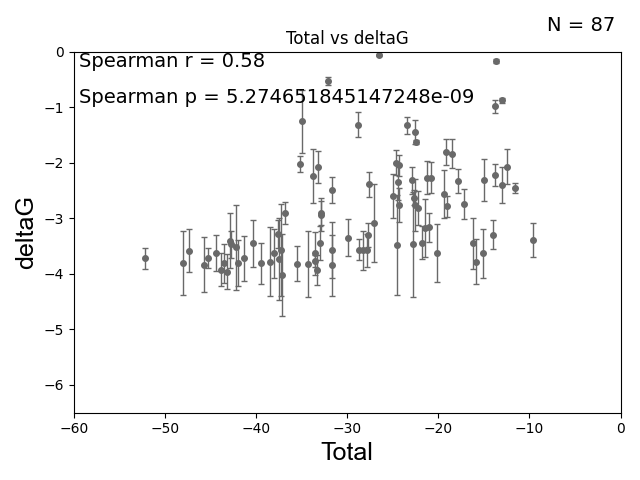 N = 87
Total vs deltaG
Spearman r = 0.58
Spearman p = 5.274651845147248e-09
0
−1
−2
−3
−4
−5
−6
deltaG
−60
−50
−40
−30
−20
−10
0
Total